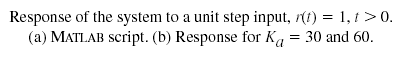 Response of the system to a unit step input, r(t) = 1, t > 0.
(a) MATLAB script. (b) Response for Ka = 30 and 60.